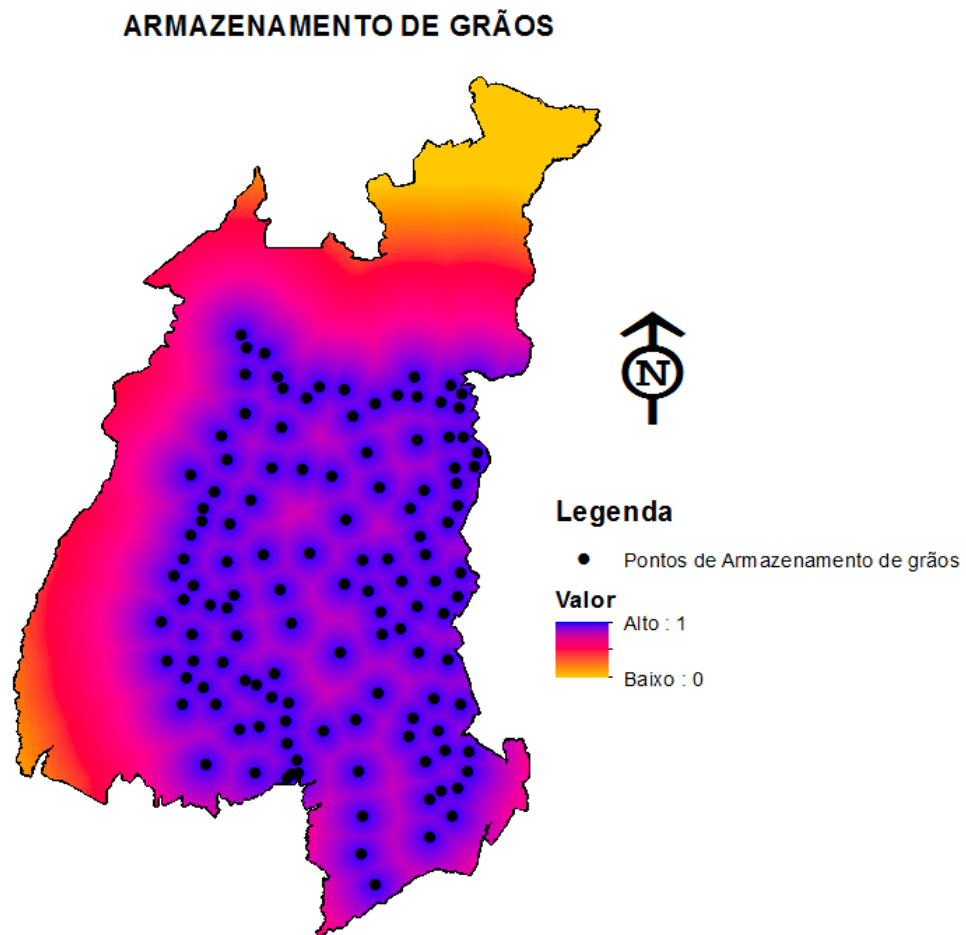 ARMAZENAMENTO DE GRÃOS
N
Legenda
Pontos de Armazenamento de grãos
Valor
Alto : 1
Baixo : 0